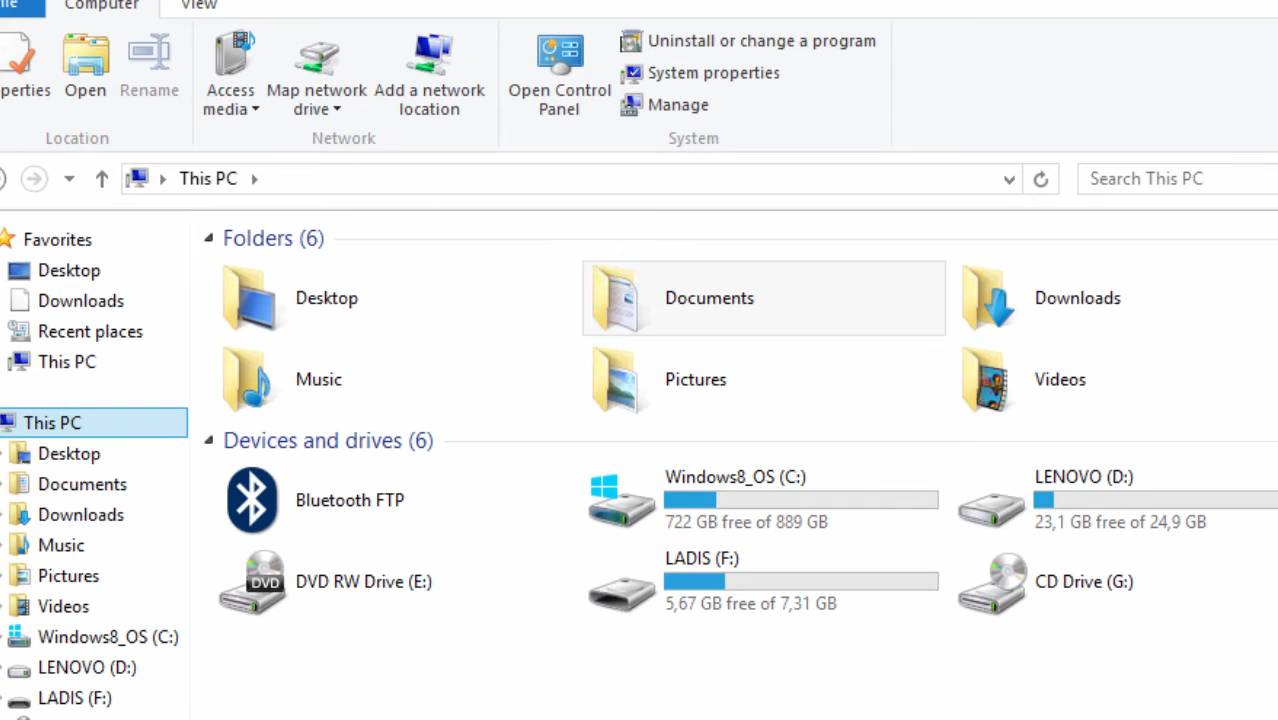 Computer
View
Access media
Map network drive
Add a network location
Open Control Panel
Uninstall or change a program
System properties
Manage
Open
Rename
Location
Network
System
This PC
Search This PC
Favorites
Desktop
Downloads
Recent places
This PC
This PC
Desktop
Documents
Downloads
Music
Pictures
Videos
Windows8_OS (C:)
LENOVO (D:)
LADIS (F:)
Folders (6)
Desktop
Documents
Downloads
Music
Pictures
Videos
Devices and drives (6)
Bluetooth FTP
Windows8_OS (C:)
722 GB free of 889 GB
LENOVO (D:)
23,1 GB free of 24,9 GB
DVD RW Drive (E:)
DVD
LADIS (F:)
5,67 GB free of 7,31 GB
CD Drive (G:)